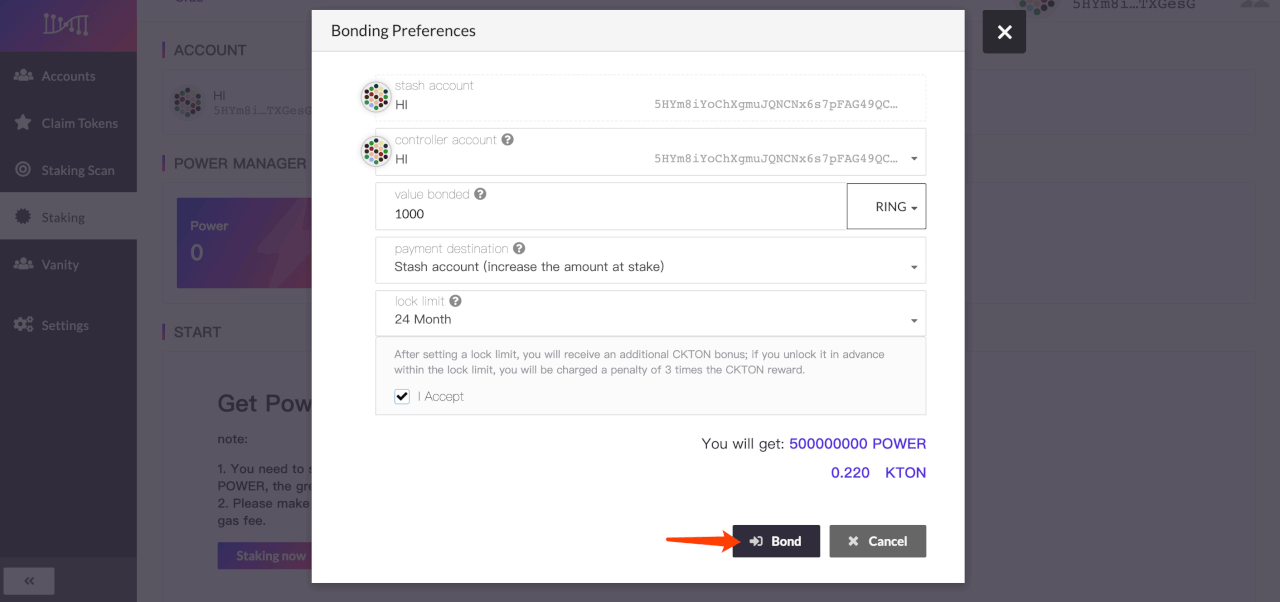 5HYm8i…TXGesG
Accounts
Claim Tokens
Staking Scan
Staking
Vanity
Settings
ACCOUNT
HI
5HYm8i…TXGesG
POWER MANAGER
Power
0
START
Get Pow
note:
1. You need to s
POWER, the gre
2. Please make
gas fee.
Staking now
Bonding Preferences
stash account
HI 5HYm8iYoChXgmuJQNCNx6s7pFAG49QC…
controller account
HI 5HYm8iYoChXgmuJQNCNx6s7pFAG49QC…
value bonded
1000 RING
payment destination
Stash account (increase the amount at stake)
lock limit
24 Month
After setting a lock limit, you will receive an additional CKTON bonus; if you unlock it in advance
within the lock limit, you will be charged a penalty of 3 times the CKTON reward.
I Accept
You will get: 500000000 POWER
0.220 KTON
Bond Cancel